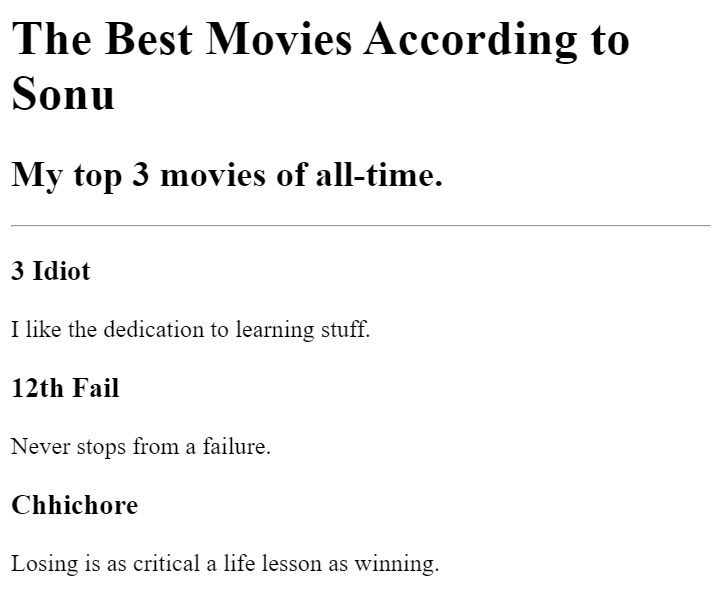 The Best Movies According to
Sonu
My top 3 movies of all-time.
3 Idiot
I like the dedication to learning stuff.
12th Fail
Never stops from a failure.
Chhichore
Losing is as critical a life lesson as winning.